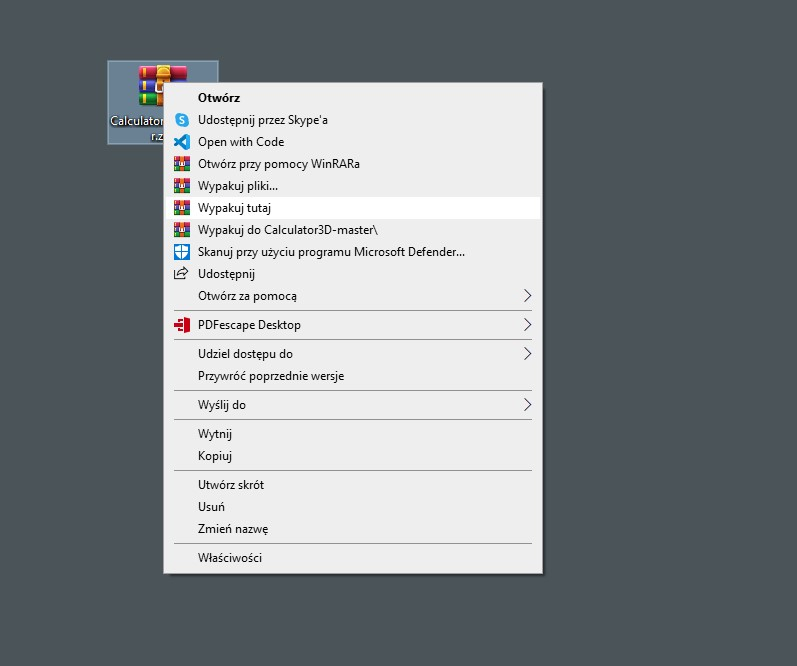 Calculator
r.z
Otwórz
Udostępnij przez Skype'a
Open with Code
Otwórz przy pomocy WinRARa
Wypakuj pliki...
Wypakuj tutaj
Wypakuj do Calculator3D-master\
Skanuj przy użyciu programu Microsoft Defender...
Udostępnij
Otwórz za pomocą
PDFescape Desktop
Udziel dostępu do
Przywróć poprzednie wersje
Wyślij do
Wytnij
Kopiuj
Utwórz skrót
Usuń
Zmień nazwę
Właściwości